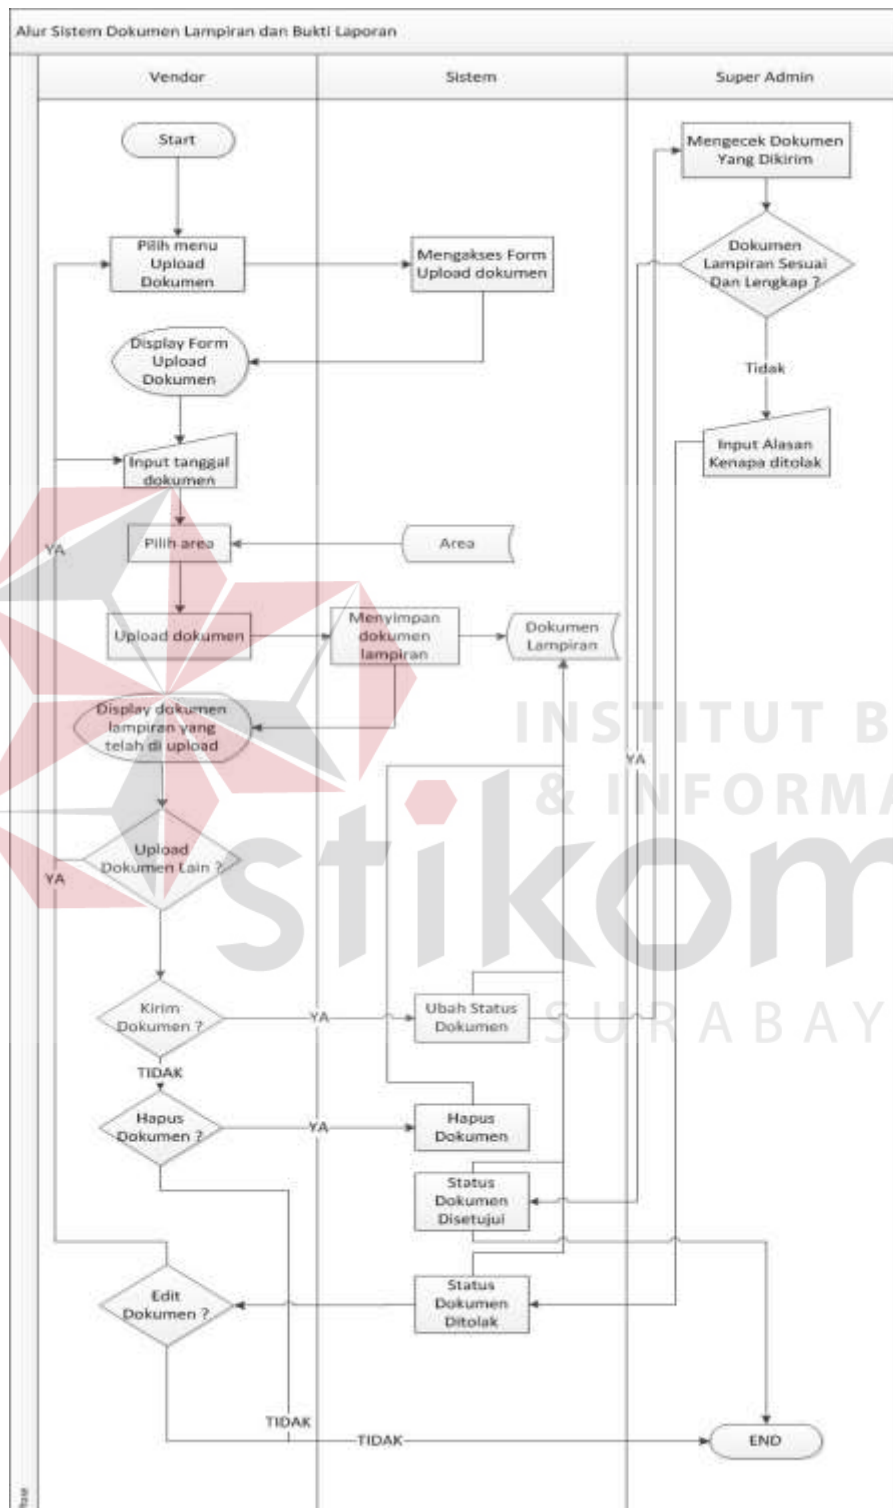 Alur Sistem Dokumen Lampiran dan Bukti Laporan
Vendor
Sistem
Super Admin
Start
Mengecek Dokumen
Yang Dikirim
Pilih menu
Upload
Dokumen
Mengakses Form
Upload dokumen
Dokumen
Lampiran Sesuai
Dan Lengkap ?
Display Form
Upload
Dokumen
Tidak
Input tanggal
dokumen
Input Alasan
Kenapa ditolak
YA
Pilih area
Area
Upload dokumen
Menyimpan
dokumen
lampiran
Dokumen
Lampiran
Display dokumen
lampiran yang
telah di upload
INSTITUT B
YA
& INFORMA
stikom
Upload
Dokumen Lain ?
YA
Kirim
Dokumen ?
YA
Ubah Status
Dokumen
SURABAY
TIDAK
Hapus
Dokumen ?
YA
Hapus
Dokumen
Status
Dokumen
Disetujui
Edit
Dokumen ?
Status
Dokumen
Ditolak
TIDAK
TIDAK
END